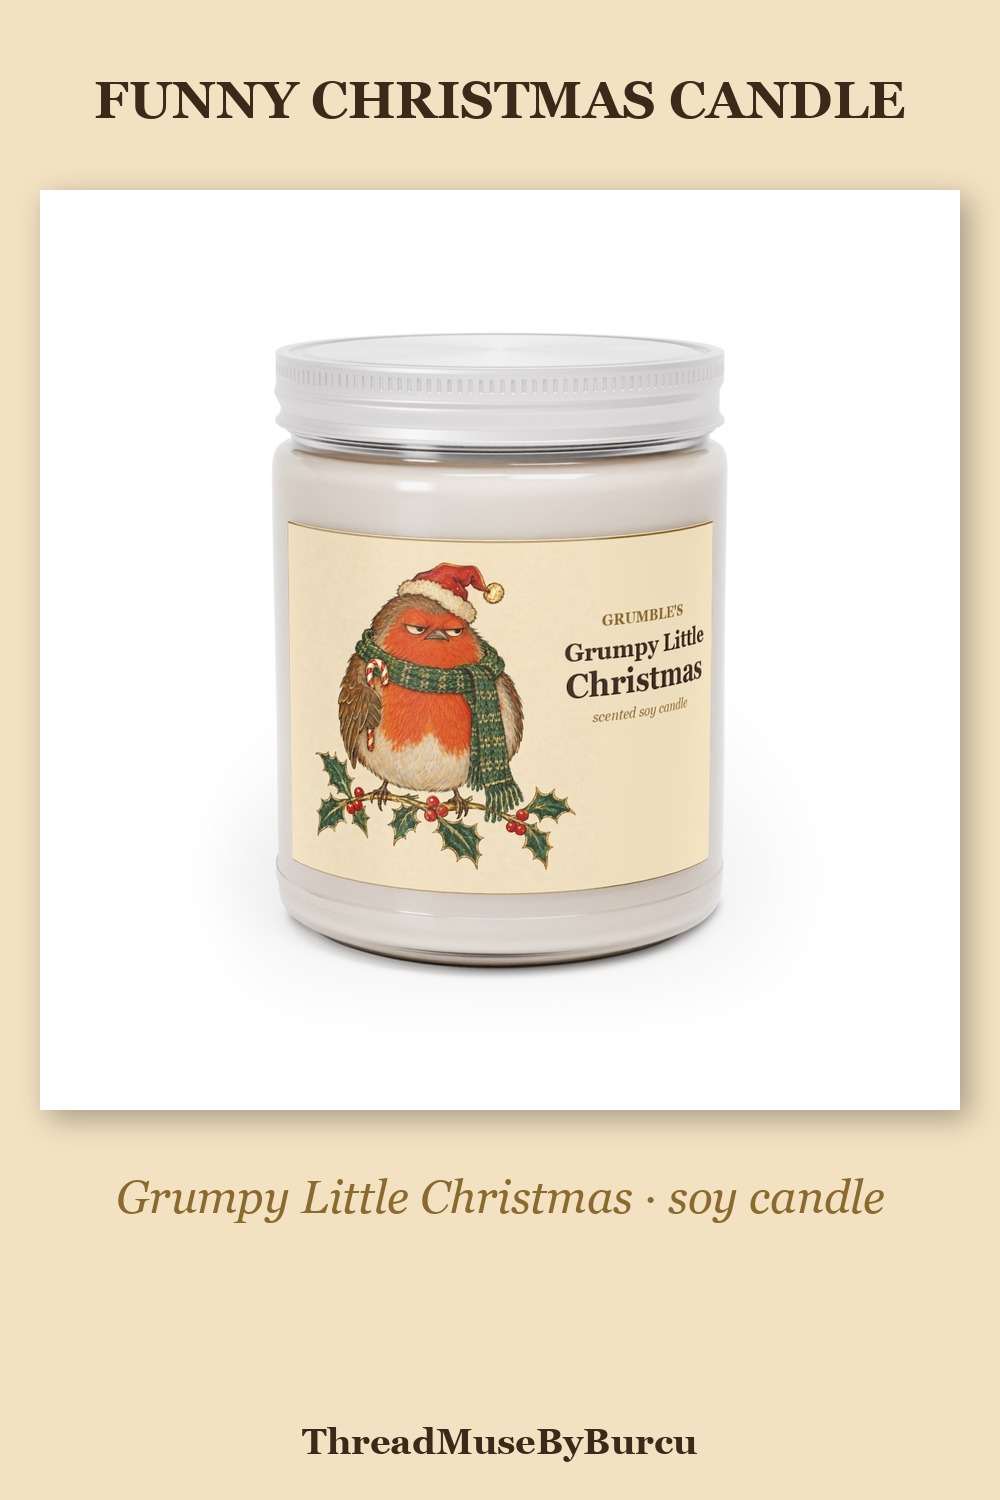 FUNNY CHRISTMAS CANDLE
GRUMBLE'S
Grumpy Little
Christmas
scented soy candle
Grumpy Little Christmas · soy candle
ThreadMuseByBurcu